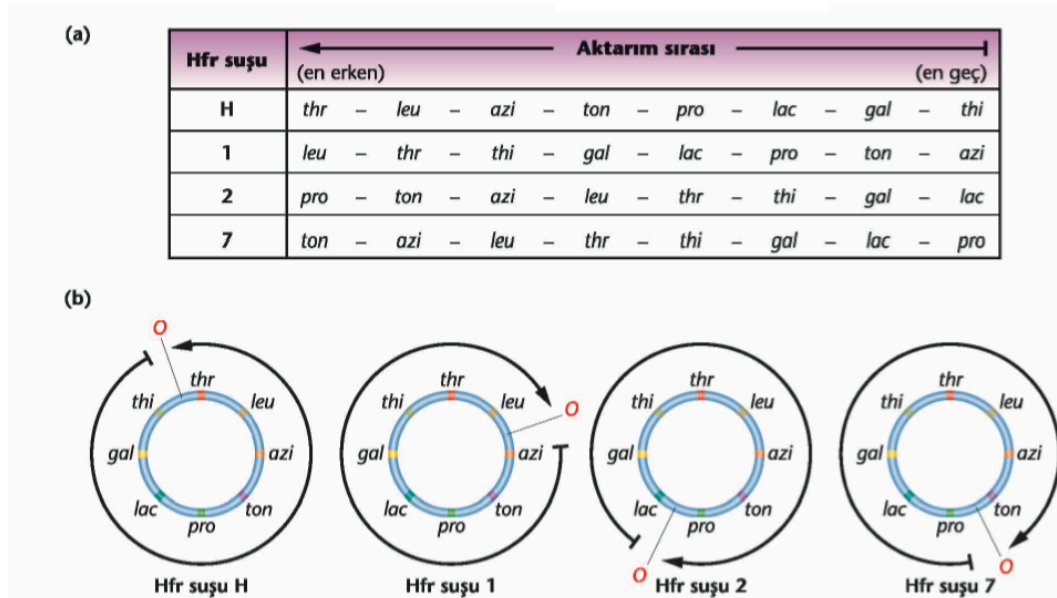 (a)
Hfr suşu
Aktarım sırası
(en erken) (en geç)
H thr – leu – azi – ton – pro – lac – gal – thi
1 leu – thr – thi – gal – lac – pro – ton – azi
2 pro – ton – azi – leu – thr – thi – gal – lac
7 ton – azi – leu – thr – thi – gal – lac – pro
(b)
O
thr
thi leu
gal azi
lac ton
pro
Hfr suşu H
thr
thi leu
O
gal azi
lac ton
pro
Hfr suşu 1
thr
thi leu
gal azi
lac ton
pro
O
Hfr suşu 2
thr
thi leu
gal azi
lac ton
pro
O
Hfr suşu 7